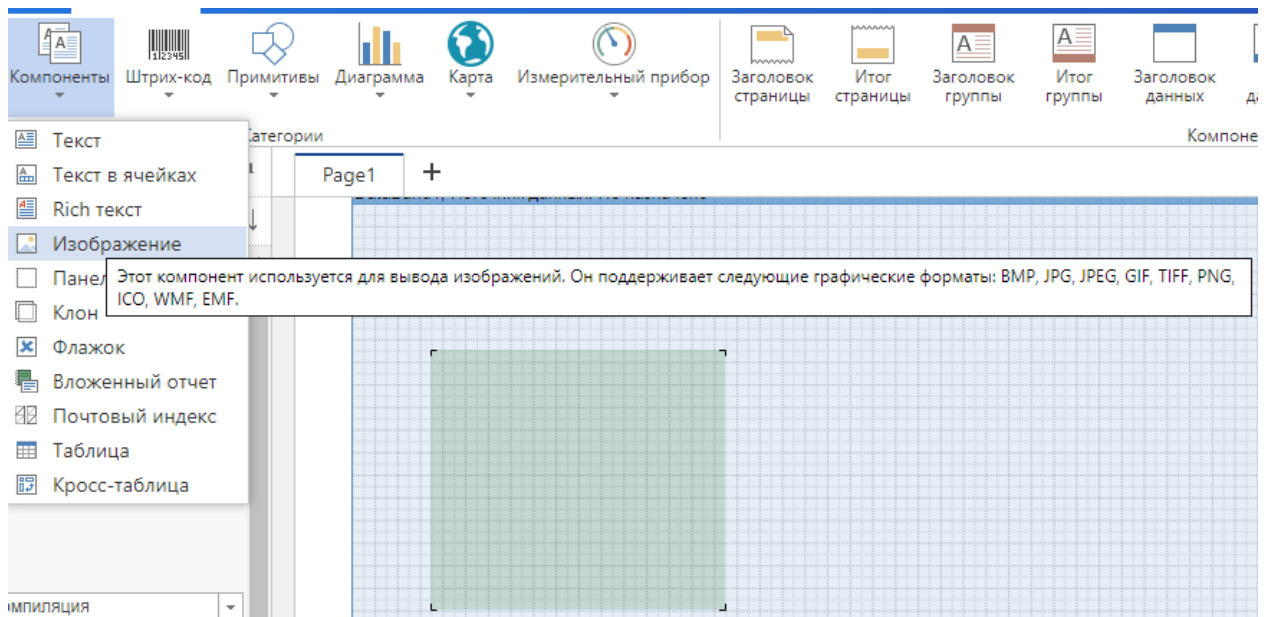 12345
Компоненты
Штрих-код
Примитивы
Диаграмма
Карта
Измерительный прибор
Заголовок
страницы
Итог
страницы
Заголовок
группы
Итог
группы
Заголовок
данных
Категории
Компоне
Page1
Текст
Текст в ячейках
Rich текст
Изображение
Этот компонент используется для вывода изображений. Он поддерживает следующие графические форматы: BMP, JPG, JPEG, GIF, TIFF, PNG,
ICO, WMF, EMF.
Панел
Клон
Флажок
Вложенный отчет
Почтовый индекс
Таблица
Кросс-таблица
омпиляция